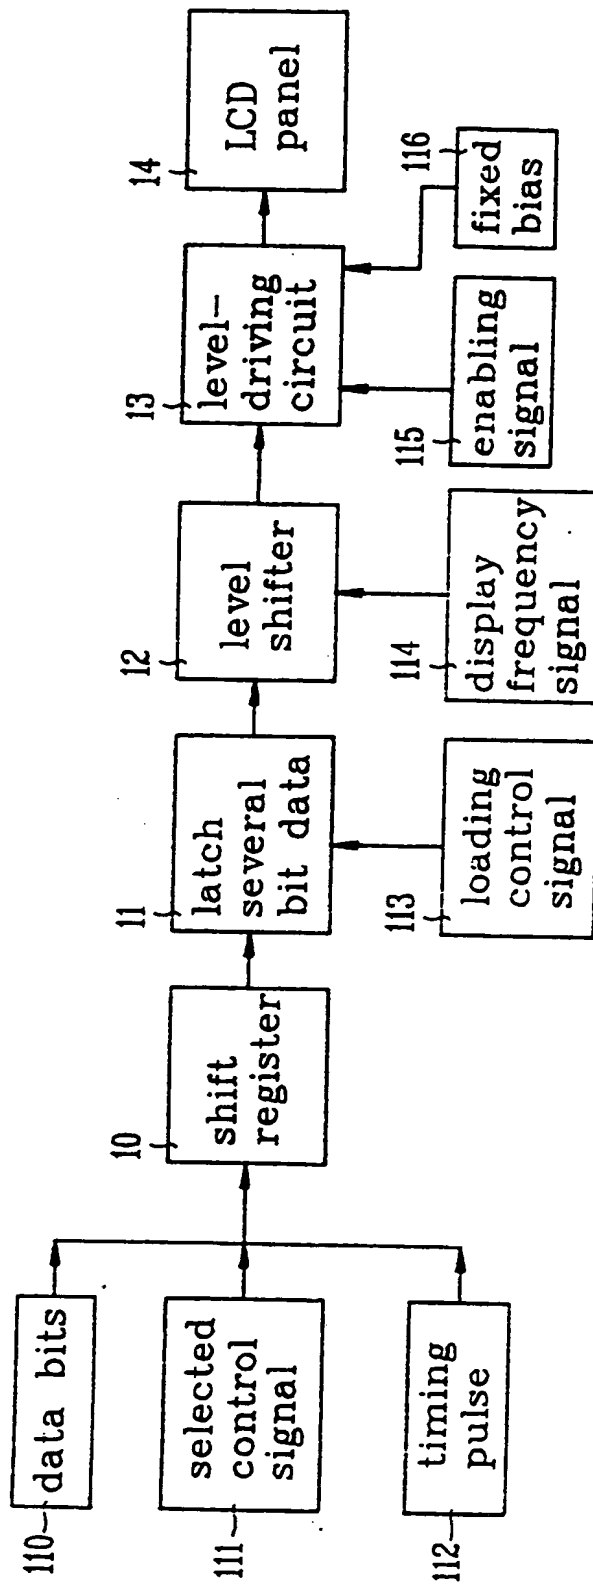 110
data bits
111
selected
control
signal
112
timing
pulse
10
shift
register
11
latch
several
bit data
113
loading
control
signal
12
level
shifter
114
display
frequency
signal
13
level-
driving
circuit
115
enabling
signal
116
fixed
bias
14
LCD
panel